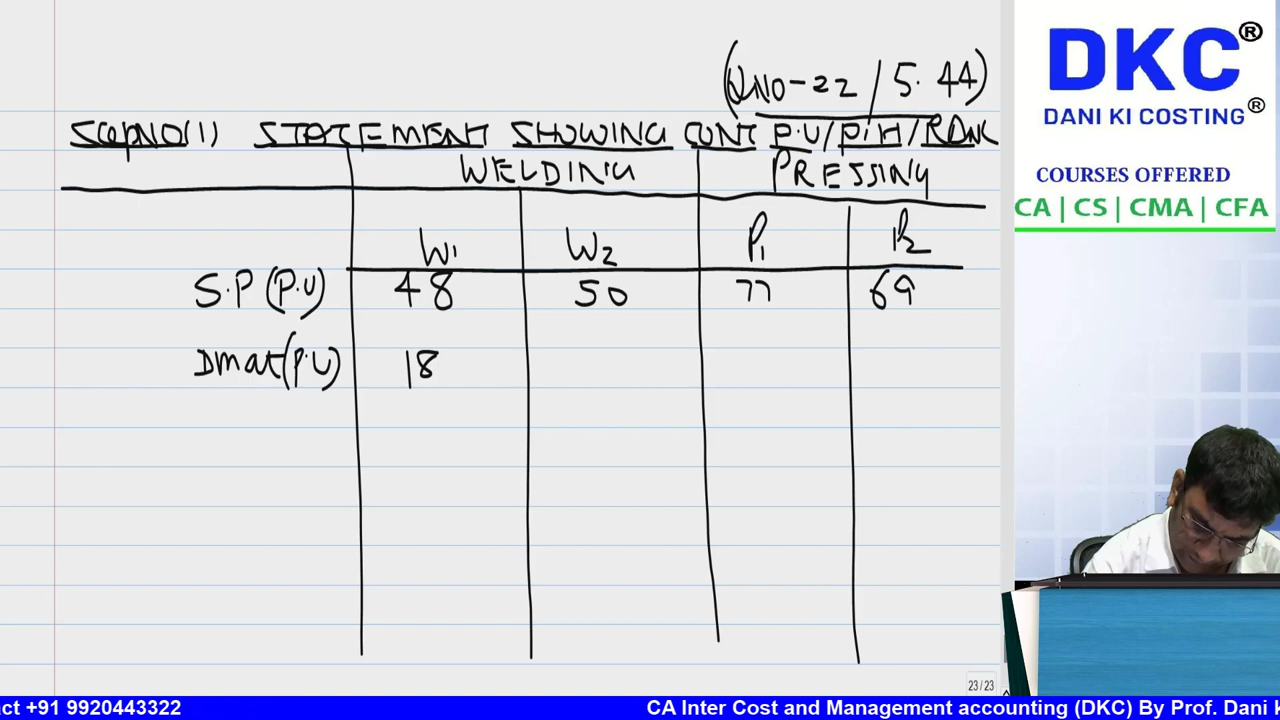 (QNO-22 / 5.44)
STATEMENT SHOWING CONT P.U/P.H/RANK
WELDING PRESSING
W1 W2 P1 P2
S.P (P.U) 48 50 77 69
Dmat(P.U) 18
23/23
DKC®
DANI KI COSTING®
COURSES OFFERED
CA | CS | CMA | CFA
ct +91 9920443322 CA Inter Cost and Management accounting (DKC) By Prof. Dani K